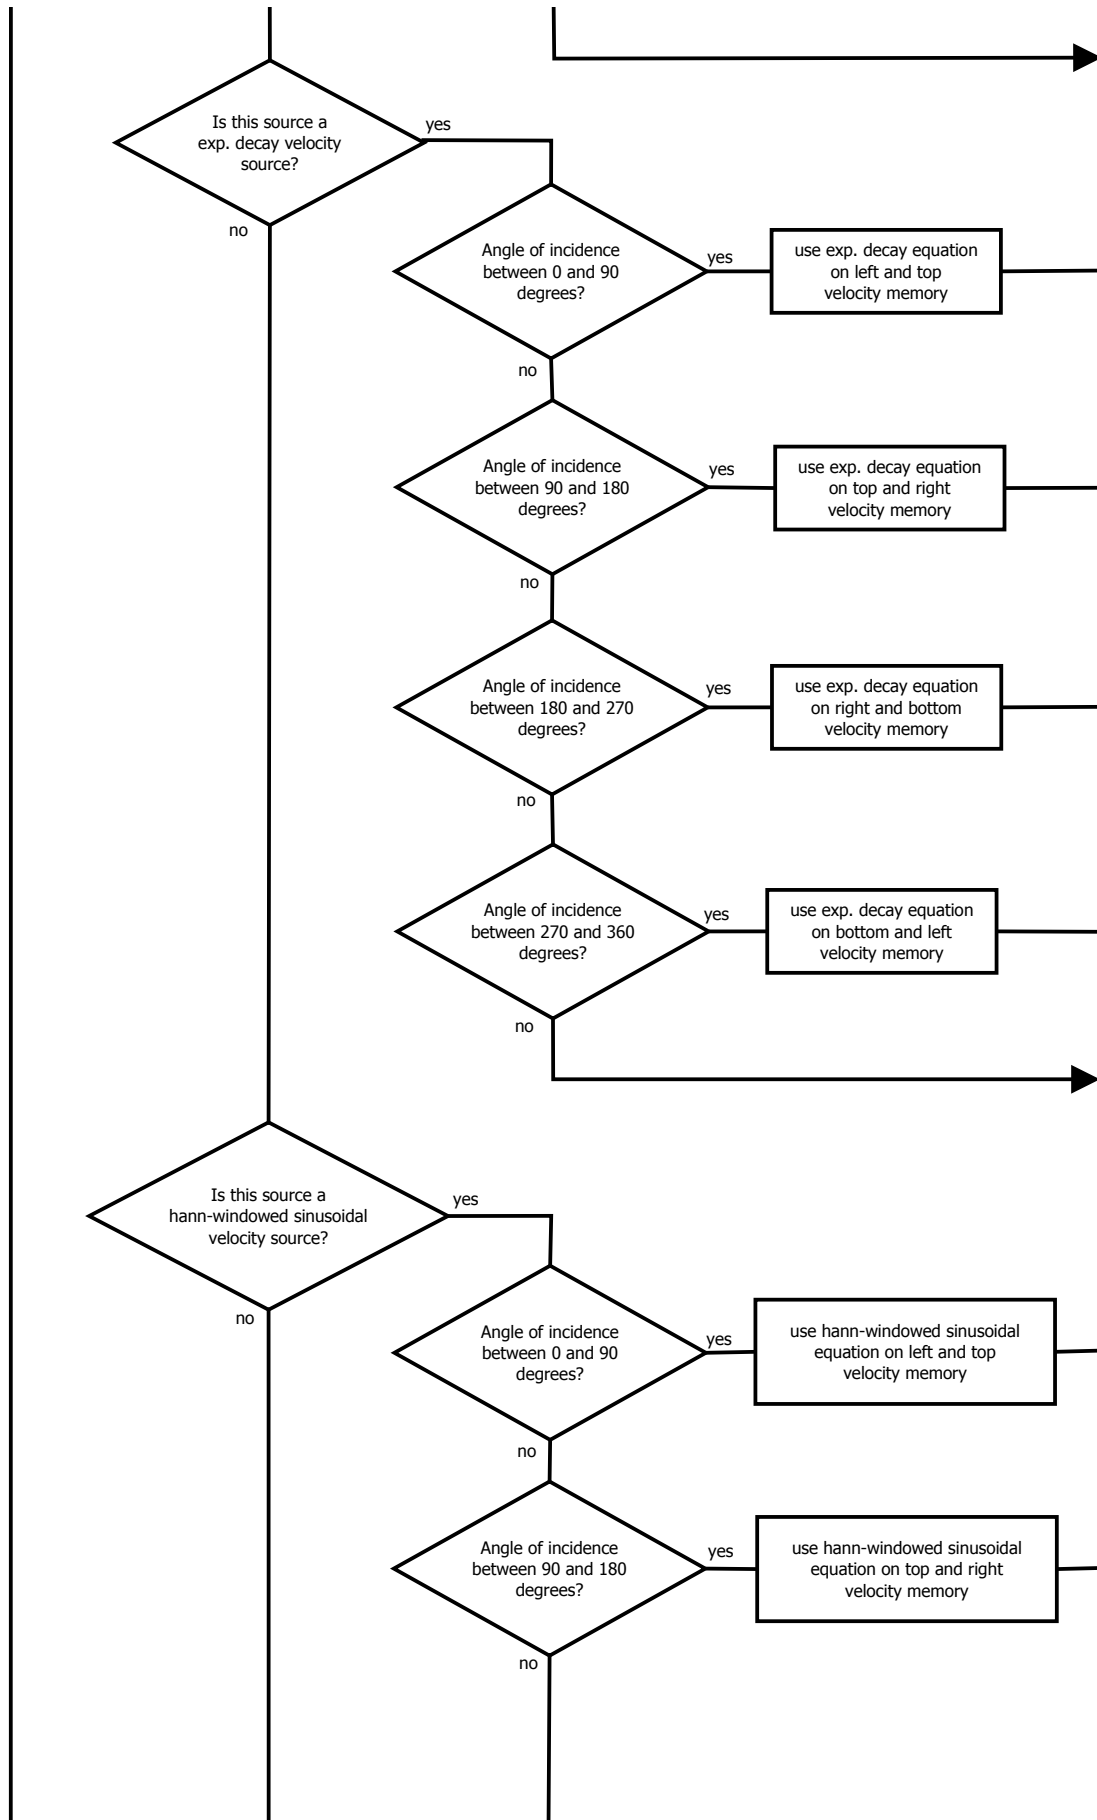 Is this source a
exp. decay velocity
source?
yes
no
Angle of incidence
between 0 and 90
degrees?
yes
use exp. decay equation
on left and top
velocity memory
no
Angle of incidence
between 90 and 180
degrees?
yes
use exp. decay equation
on top and right
velocity memory
no
Angle of incidence
between 180 and 270
degrees?
yes
use exp. decay equation
on right and bottom
velocity memory
no
Angle of incidence
between 270 and 360
degrees?
yes
use exp. decay equation
on bottom and left
velocity memory
no
Is this source a
hann-windowed sinusoidal
velocity source?
yes
no
Angle of incidence
between 0 and 90
degrees?
yes
use hann-windowed sinusoidal
equation on left and top
velocity memory
no
Angle of incidence
between 90 and 180
degrees?
yes
use hann-windowed sinusoidal
equation on top and right
velocity memory
no